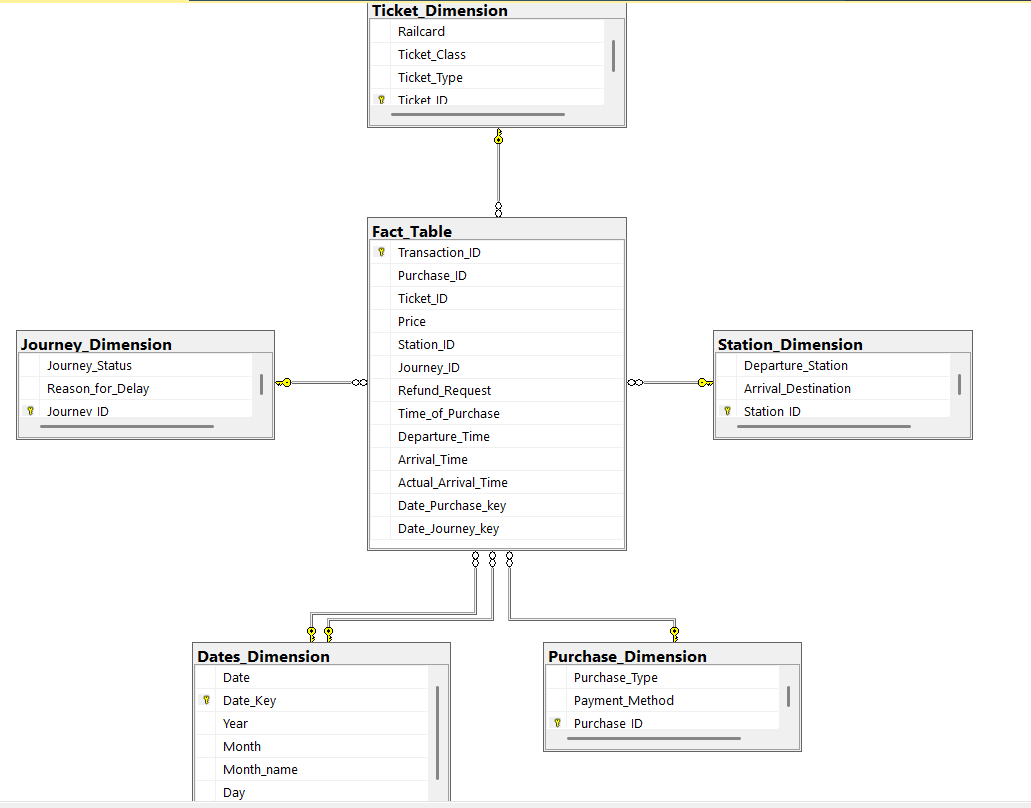 Ticket_Dimension
Railcard
Ticket_Class
Ticket_Type
Ticket_ID
Fact_Table
Transaction_ID
Purchase_ID
Ticket_ID
Price
Station_ID
Journey_ID
Refund_Request
Time_of_Purchase
Departure_Time
Arrival_Time
Actual_Arrival_Time
Date_Purchase_key
Date_Journey_key
Journey_Dimension
Journey_Status
Reason_for_Delay
Journey_ID
Station_Dimension
Departure_Station
Arrival_Destination
Station_ID
Dates_Dimension
Date
Date_Key
Year
Month
Month_name
Day
Purchase_Dimension
Purchase_Type
Payment_Method
Purchase_ID